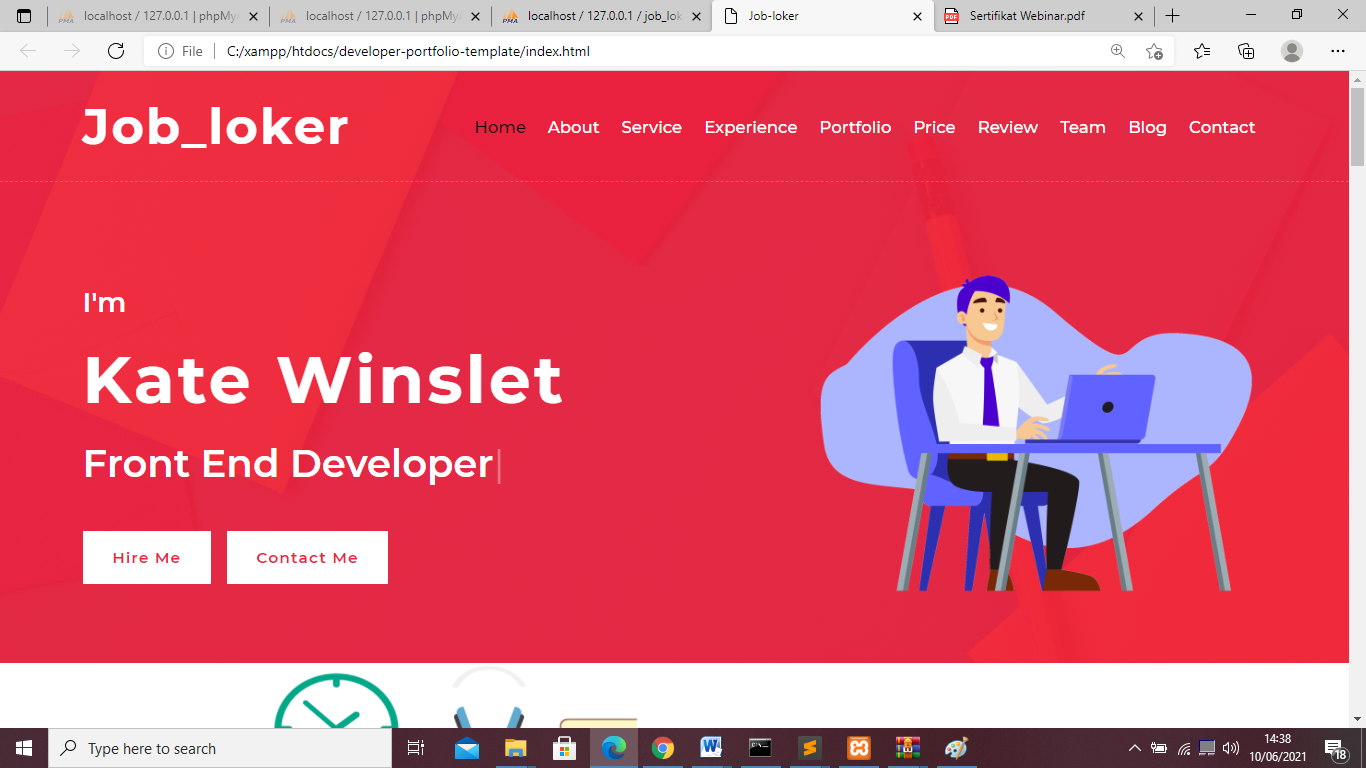 localhost / 127.0.0.1 | phpMy
localhost / 127.0.0.1 | phpMy
localhost / 127.0.0.1 / job_lok
Job-loker
Sertifikat Webinar.pdf
File
C:/xampp/htdocs/developer-portfolio-template/index.html
Job_loker
Home About Service Experience Portfolio Price Review Team Blog Contact
I'm
Kate Winslet
Front End Developer
Hire Me Contact Me
Type here to search
14:38
10/06/2021
18